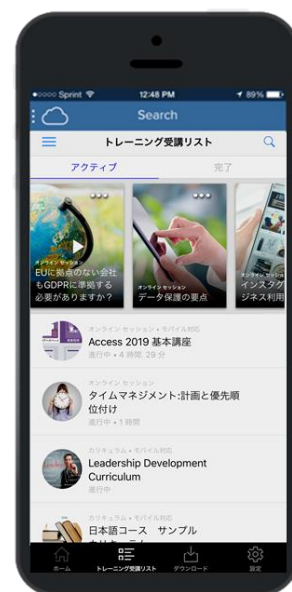 Sprint 12:48 PM 89%
Search
トレーニング受講リスト
アクティブ 完了
オンライン セッション
EUに拠点のない会社
もGDPRに準拠する
必要がありますか?
オンライン セッション
データ保護の要点
インスタグ
ジネス利用
オンライン セッション • モバイル対応
Access 2019 基本講座
進行中 • 4 時間, 29 分
オンライン セッション
タイムマネジメント:計画と優先順
位付け
進行中 • 1 時間
カリキュラム • モバイル対応
Leadership Development
Curriculum
進行中
カリキュラム • モバイル対応
日本語コース サンプル
ホーム トレーニング受講リスト ダウンロード 設定